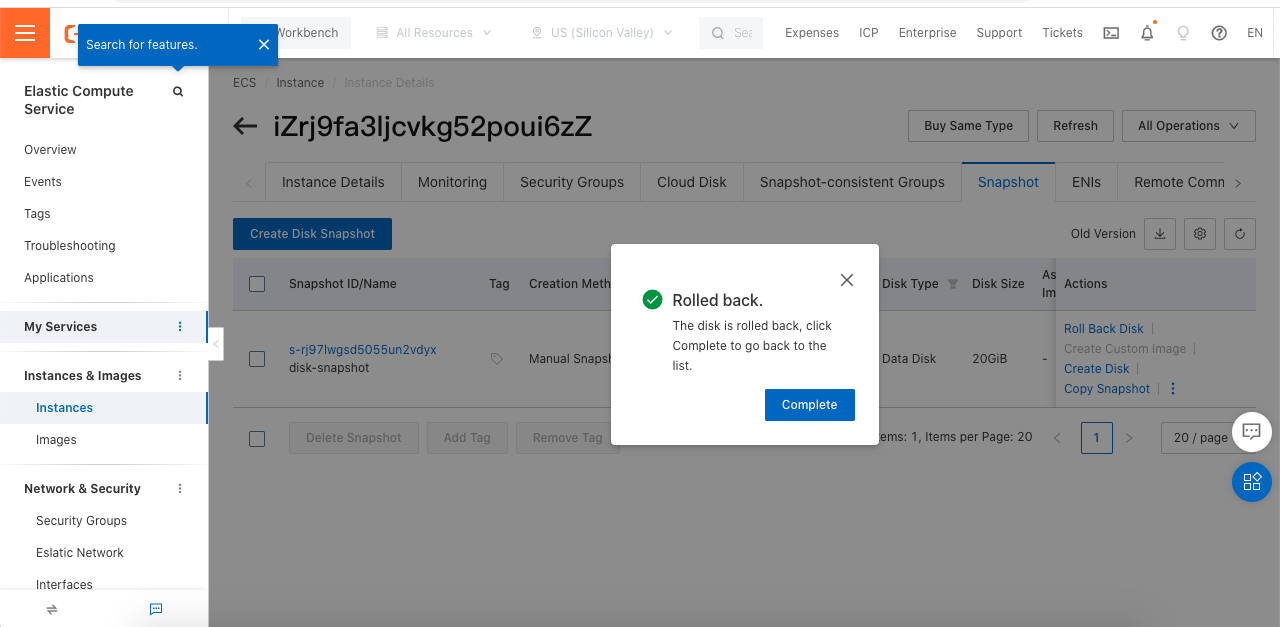 Search for features.
Workbench
All Resources
US (Silicon Valley)
Sea
Expenses
ICP
Enterprise
Support
Tickets
EN
Elastic Compute
Service
Overview
Events
Tags
Troubleshooting
Applications
My Services
Instances & Images
Instances
Images
Network & Security
Security Groups
Eslatic Network
Interfaces
ECS / Instance / Instance Details
iZrj9fa3ljcvkg52poui6zZ
Buy Same Type
Refresh
All Operations
Instance Details
Monitoring
Security Groups
Cloud Disk
Snapshot-consistent Groups
Snapshot
ENIs
Remote Comm
Create Disk Snapshot
Old Version
Snapshot ID/Name
Tag
Creation Meth
Disk Type
Disk Size
As
Im
Actions
s-rj97lwgsd5055un2vdyx
disk-snapshot
Manual Snapsh
Data Disk
20GiB
-
Roll Back Disk
Create Custom Image
Create Disk
Copy Snapshot
Delete Snapshot
Add Tag
Remove Tag
ems: 1, Items per Page: 20
1
20 / page
Rolled back.
The disk is rolled back, click
Complete to go back to the
list.
Complete